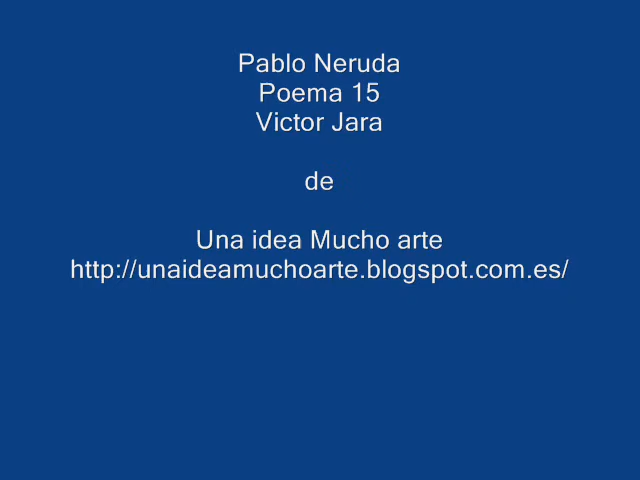 Pablo Neruda
Poema 15
Victor Jara
de
Una idea Mucho arte
http://unaideamuchoarte.blogspot.com.es/